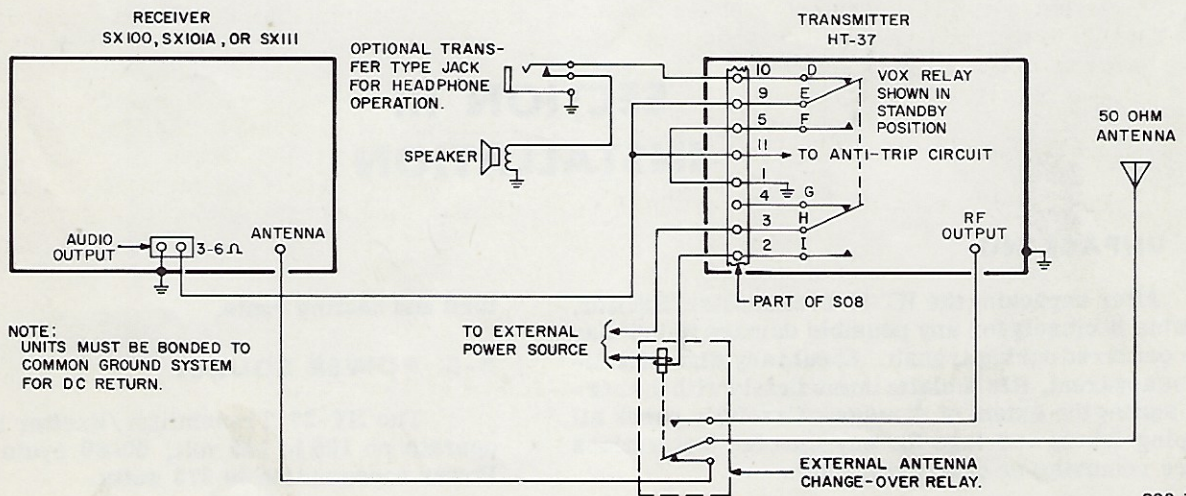 RECEIVER
SX100, SX101A, OR SX111
OPTIONAL TRANS-
FER TYPE JACK
FOR HEADPHONE
OPERATION.
SPEAKER
AUDIO
OUTPUT
3-6Ω
ANTENNA
NOTE:
UNITS MUST BE BONDED TO
COMMON GROUND SYSTEM
FOR DC RETURN.
TRANSMITTER
HT-37
10 D
9 E
5 F
11 TO ANTI-TRIP CIRCUIT
1
4 G
3 H
2 I
VOX RELAY
SHOWN IN
STANDBY
POSITION
RF
OUTPUT
50 OHM
ANTENNA
PART OF SO8
TO EXTERNAL
POWER SOURCE
EXTERNAL ANTENNA
CHANGE-OVER RELAY.